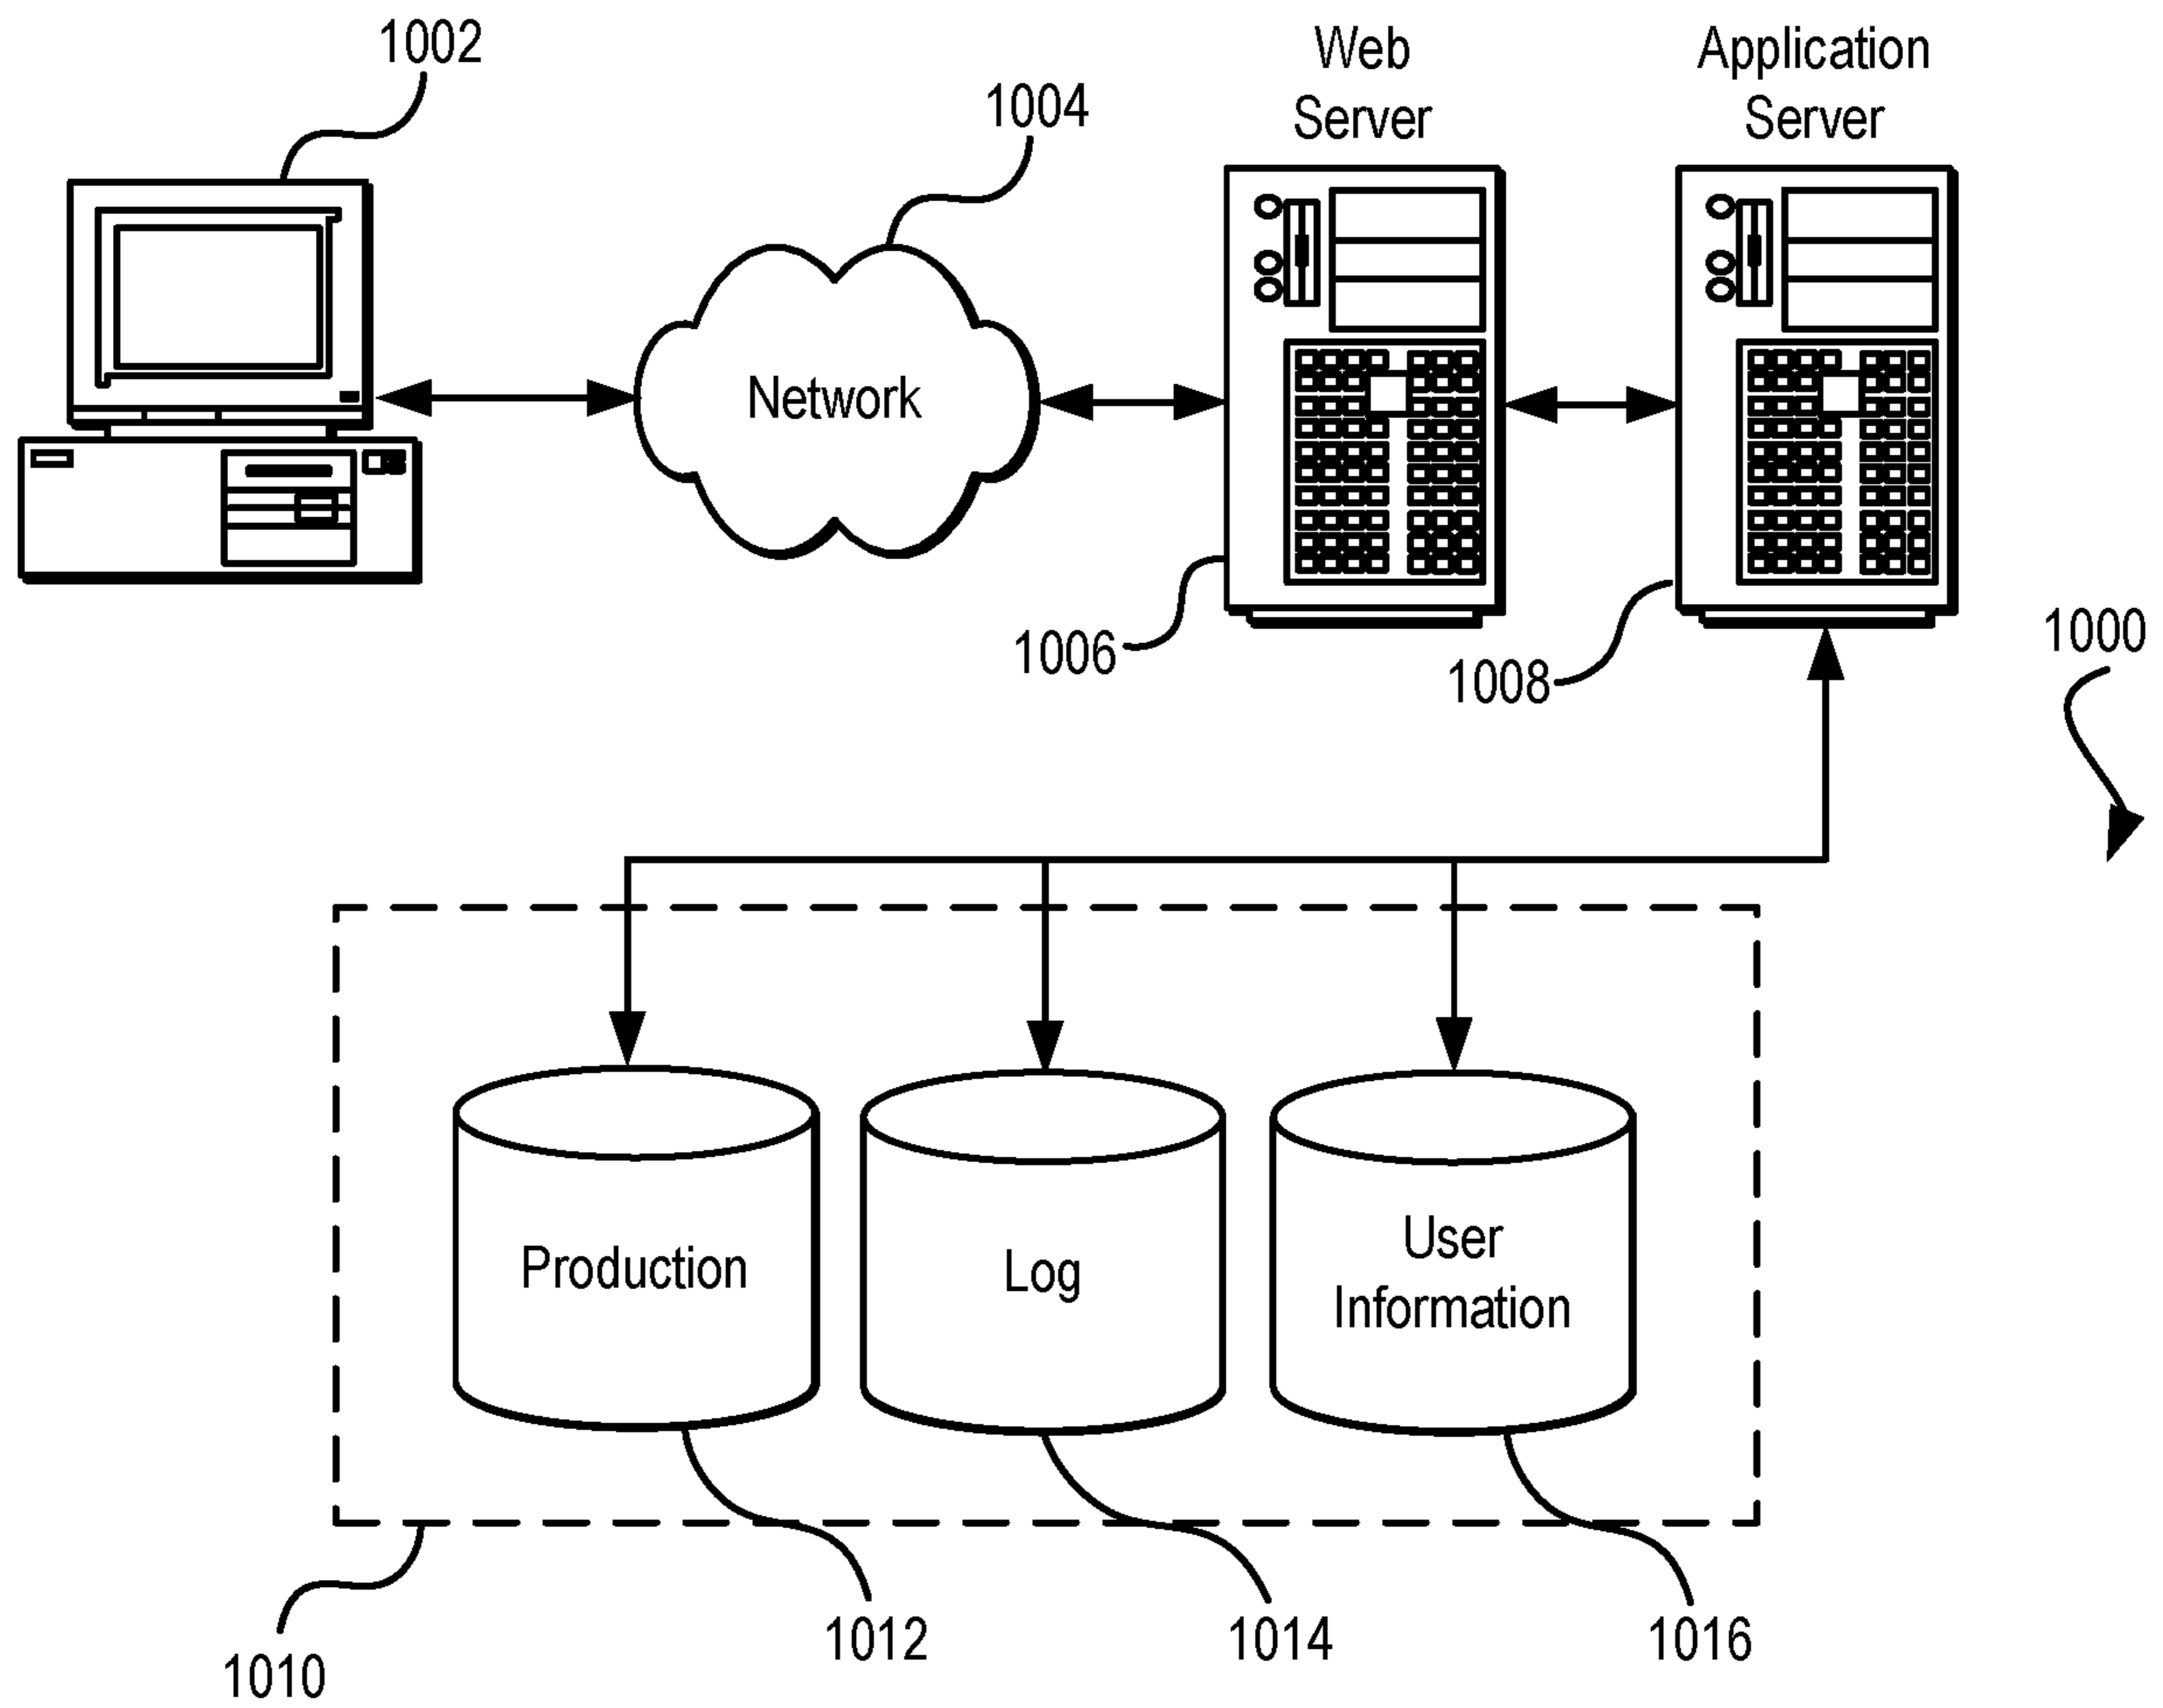 1002
1004
Web
Server
Application
Server
Network
1006
1008
1000
Production
Log
User
Information
1010
1012
1014
1016